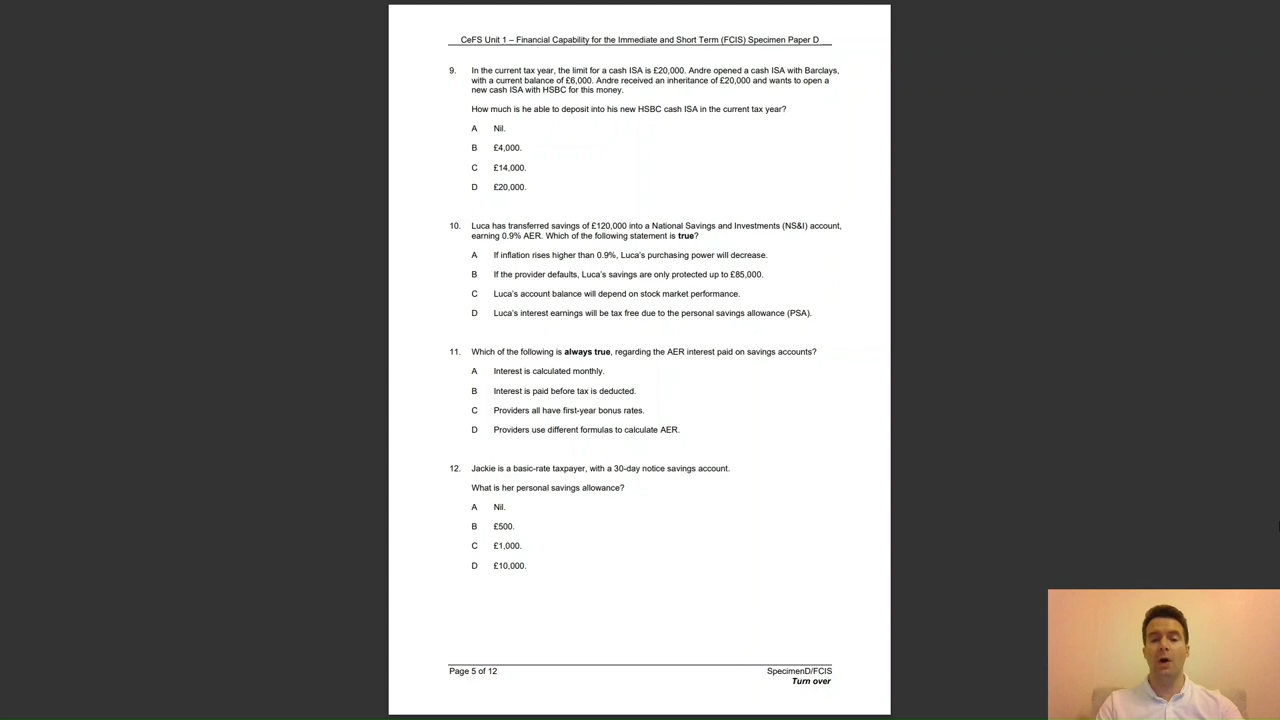 CeFS Unit 1 – Financial Capability for the Immediate and Short Term (FCIS) Specimen Paper D
9. In the current tax year, the limit for a cash ISA is £20,000. Andre opened a cash ISA with Barclays,
with a current balance of £6,000. Andre received an inheritance of £20,000 and wants to open a
new cash ISA with HSBC for this money.
How much is he able to deposit into his new HSBC cash ISA in the current tax year?
A Nil.
B £4,000.
C £14,000.
D £20,000.
10. Luca has transferred savings of £120,000 into a National Savings and Investments (NS&I) account,
earning 0.9% AER. Which of the following statement is true?
A If inflation rises higher than 0.9%, Luca's purchasing power will decrease.
B If the provider defaults, Luca's savings are only protected up to £85,000.
C Luca's account balance will depend on stock market performance.
D Luca's interest earnings will be tax free due to the personal savings allowance (PSA).
11. Which of the following is always true, regarding the AER interest paid on savings accounts?
A Interest is calculated monthly.
B Interest is paid before tax is deducted.
C Providers all have first-year bonus rates.
D Providers use different formulas to calculate AER.
12. Jackie is a basic-rate taxpayer, with a 30-day notice savings account.
What is her personal savings allowance?
A Nil.
B £500.
C £1,000.
D £10,000.
Page 5 of 12 SpecimenD/FCIS
Turn over